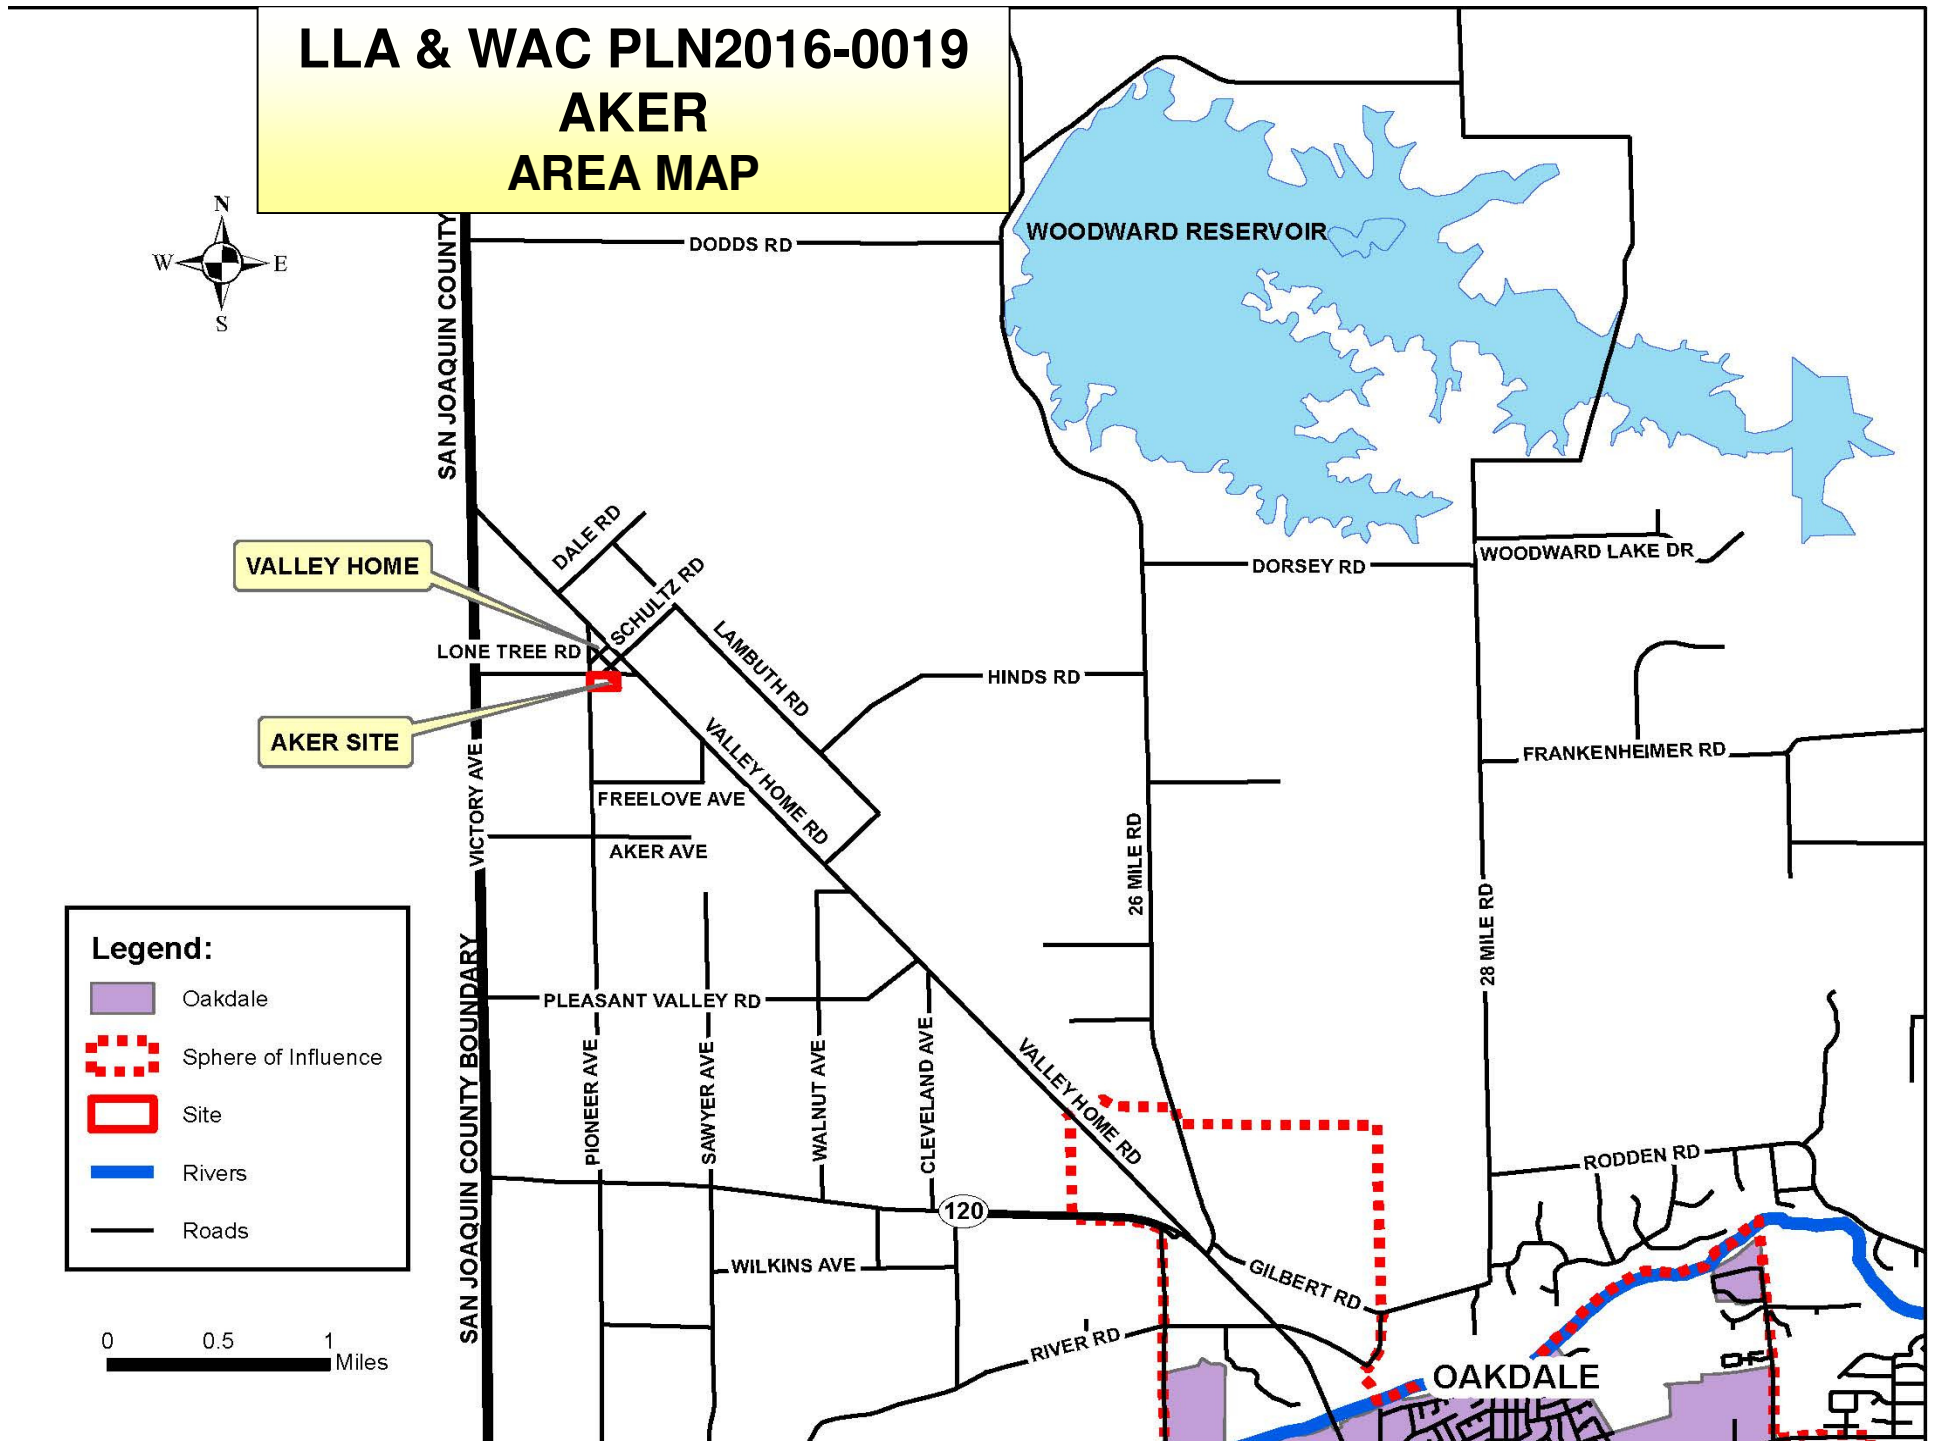 LLA & WAC PLN2016-0019
AKER
AREA MAP
N
W
E
S
SAN JOAQUIN COUNTY
DODDS RD
WOODWARD RESERVOIR
DALE RD
SCHULTZ RD
VALLEY HOME
LONE TREE RD
LAMBUTH RD
HINDS RD
DORSEY RD
WOODWARD LAKE DR
AKER SITE
VALLEY HOME RD
FRANKENHEIMER RD
VICTORY AVE
FREELOVE AVE
AKER AVE
26 MILE RD
28 MILE RD
PLEASANT VALLEY RD
SAN JOAQUIN COUNTY BOUNDARY
PIONEER AVE
SAWYER AVE
WALNUT AVE
CLEVELAND AVE
VALLEY HOME RD
RODDEN RD
120
WILKINS AVE
GILBERT RD
RIVER RD
OAKDALE
Legend:
Oakdale
Sphere of Influence
Site
Rivers
Roads
0 0.5 1
Miles